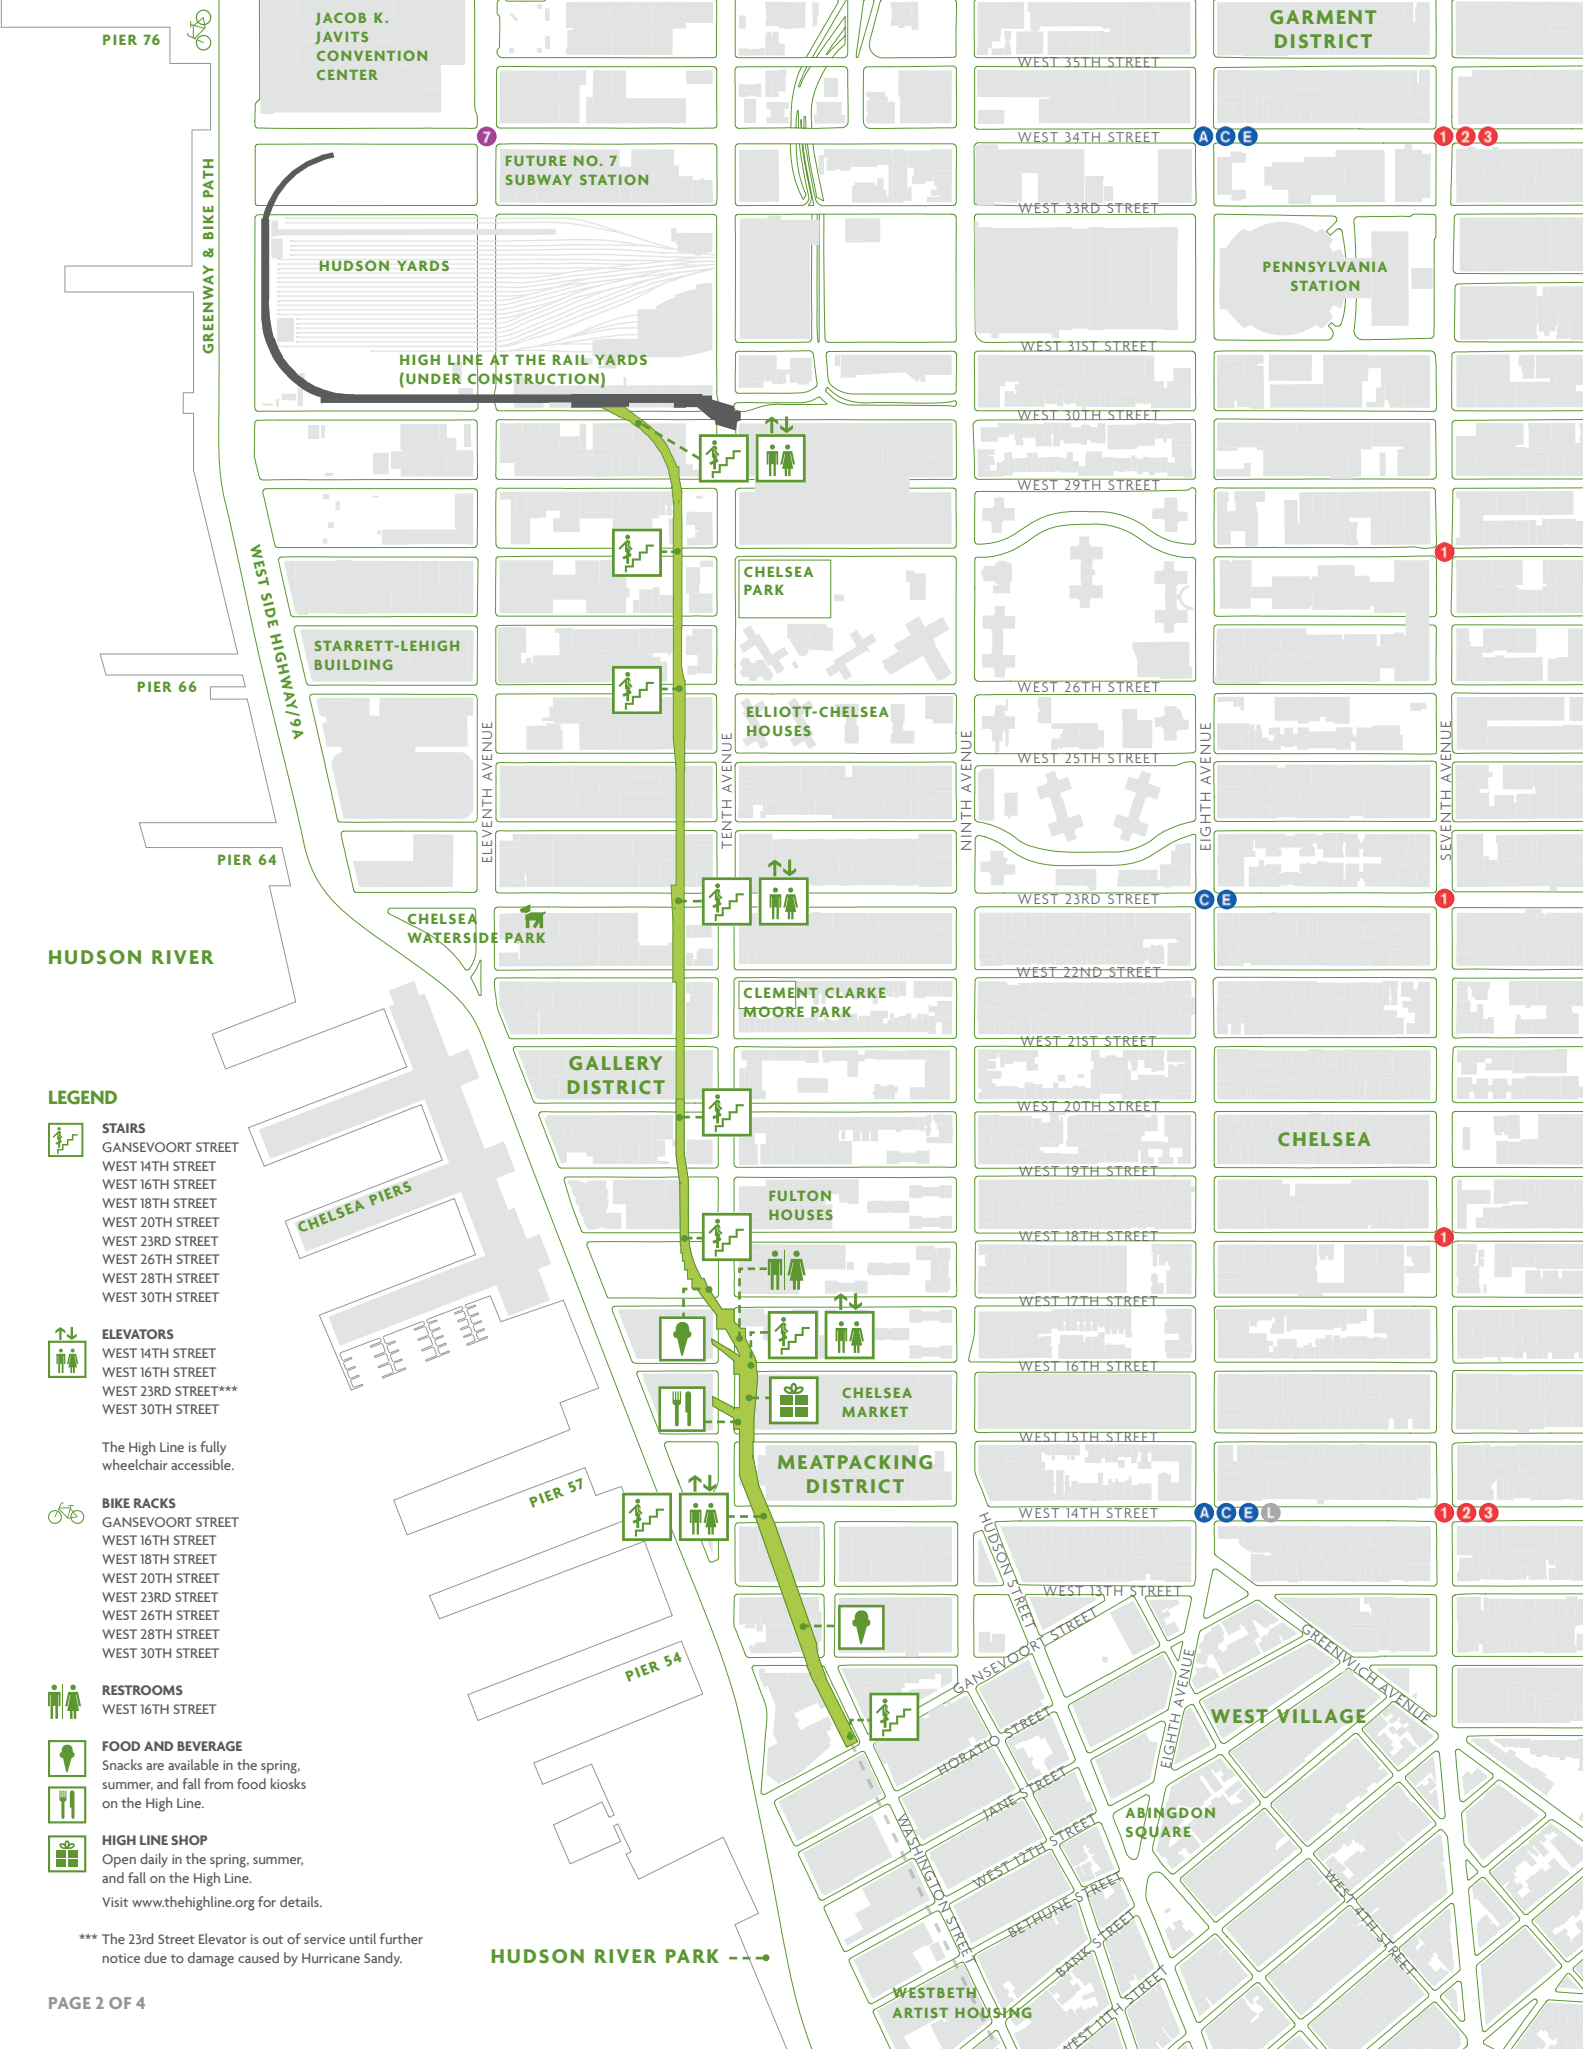 JACOB K.
JAVITS
CONVENTION
CENTER
GARMENT
DISTRICT
PIER 76
WEST 35TH STREET
7
WEST 34TH STREET
A C E
1 2 3
GREENWAY & BIKE PATH
FUTURE NO. 7
SUBWAY STATION
WEST 33RD STREET
HUDSON YARDS
PENNSYLVANIA
STATION
WEST 31ST STREET
HIGH LINE AT THE RAIL YARDS
(UNDER CONSTRUCTION)
WEST 30TH STREET
WEST 29TH STREET
1
WEST SIDE HIGHWAY/9A
CHELSEA
PARK
STARRETT-LEHIGH
BUILDING
PIER 66
WEST 26TH STREET
ELLIOTT-CHELSEA
HOUSES
ELEVENTH AVENUE
TENTH AVENUE
NINTH AVENUE
EIGHTH AVENUE
SEVENTH AVENUE
WEST 25TH STREET
PIER 64
WEST 23RD STREET
C E
1
CHELSEA
WATERSIDE PARK
HUDSON RIVER
WEST 22ND STREET
CLEMENT CLARKE
MOORE PARK
WEST 21ST STREET
GALLERY
DISTRICT
WEST 20TH STREET
CHELSEA
WEST 19TH STREET
CHELSEA PIERS
FULTON
HOUSES
WEST 18TH STREET
1
WEST 17TH STREET
WEST 16TH STREET
CHELSEA
MARKET
WEST 15TH STREET
MEATPACKING
DISTRICT
PIER 57
WEST 14TH STREET
A C E L
1 2 3
HUDSON STREET
WEST 13TH STREET
GANSEVOORT STREET
GREENWICH AVENUE
PIER 54
EIGHTH AVENUE
WEST VILLAGE
HORATIO STREET
JANE STREET
ABINGDON
SQUARE
WASHINGTON STREET
WEST 12TH STREET
BETHUNE STREET
WEST 4TH STREET
BANK STREET
HUDSON RIVER PARK
WESTBETH
ARTIST HOUSING
WEST 11TH STREET
LEGEND
STAIRS
GANSEVOORT STREET
WEST 14TH STREET
WEST 16TH STREET
WEST 18TH STREET
WEST 20TH STREET
WEST 23RD STREET
WEST 26TH STREET
WEST 28TH STREET
WEST 30TH STREET
ELEVATORS
WEST 14TH STREET
WEST 16TH STREET
WEST 23RD STREET***
WEST 30TH STREET
The High Line is fully
wheelchair accessible.
BIKE RACKS
GANSEVOORT STREET
WEST 16TH STREET
WEST 18TH STREET
WEST 20TH STREET
WEST 23RD STREET
WEST 26TH STREET
WEST 28TH STREET
WEST 30TH STREET
RESTROOMS
WEST 16TH STREET
FOOD AND BEVERAGE
Snacks are available in the spring,
summer, and fall from food kiosks
on the High Line.
HIGH LINE SHOP
Open daily in the spring, summer,
and fall on the High Line.
Visit www.thehighline.org for details.
*** The 23rd Street Elevator is out of service until further
notice due to damage caused by Hurricane Sandy.
PAGE 2 OF 4